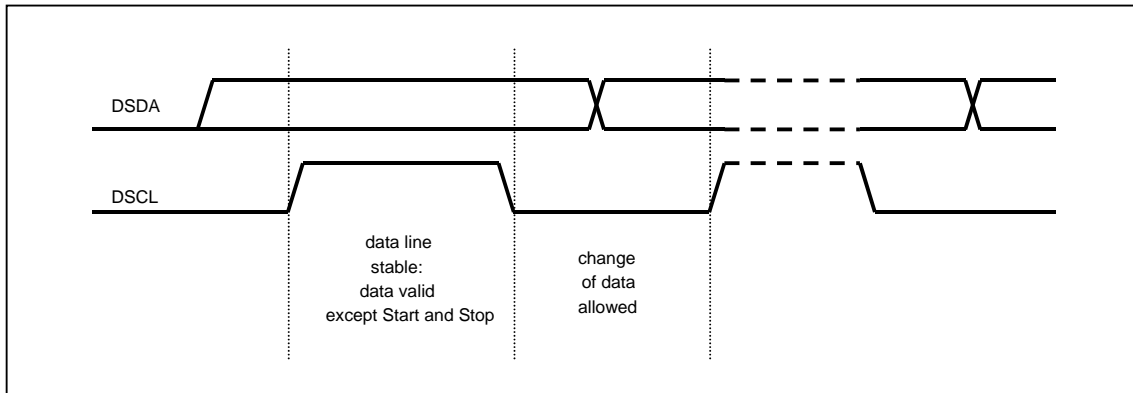 DSDA
DSCL
data line
stable:
data valid
except Start and Stop
change
of data
allowed